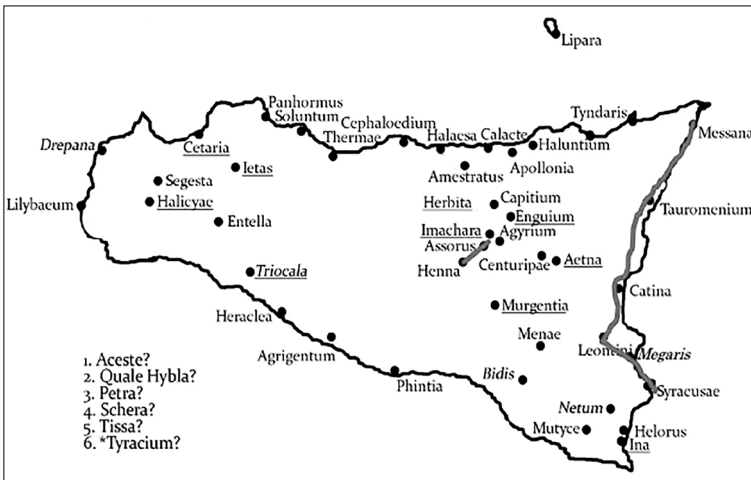 Lipara
Panhormus
Soluntum
Cephaloedium
Thermae
Halaesa
Calacte
Tyndaris
Haluntium
Messana
Drepana
Cetaria
Ietas
Amestratus
Apollonia
Segesta
Halicyae
Lilybaeum
Entella
Herbita
Capitium
Enguium
Tauromenium
Imachara
Agyrium
Assorus
Henna
Centuripae
Aetna
Triocala
Catina
Heraclea
Murgentia
Agrigentum
Menae
Leontini
Megaris
Phintia
Bidis
Syracusae
Netum
Mutyce
Helorus
Ina
1. Aceste?
2. Quale Hybla?
3. Petra?
4. Schera?
5. Tissa?
6. *Tyracium?